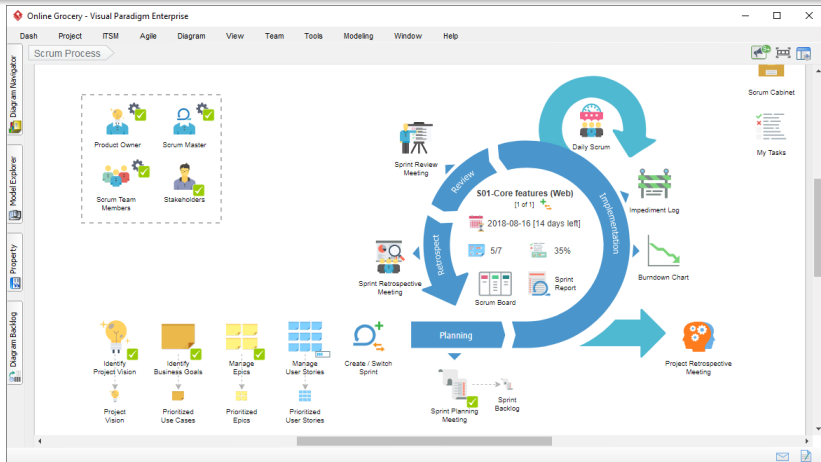 Online Grocery - Visual Paradigm Enterprise
Dash Project ITSM Agile Diagram View Team Tools Modeling Window Help
Scrum Process
Diagram Navigator
Model Explorer
Property
Diagram Backlog
Product Owner
Scrum Master
Scrum Team
Members
Stakeholders
Sprint Review
Meeting
Daily Scrum
Scrum Cabinet
My Tasks
Review
Retrospect
Implementation
S01-Core features (Web)
[1 of 1]
2018-08-16 [14 days left]
5/7
35%
Scrum Board
Sprint
Report
Impediment Log
Burndown Chart
Sprint Retrospective
Meeting
Identify
Project Vision
Identify
Business Goals
Manage
Epics
Manage
User Stories
Create / Switch
Sprint
Planning
Project Retrospective
Meeting
Project
Vision
Prioritized
Use Cases
Prioritized
Epics
Prioritized
User Stories
Sprint Planning
Meeting
Sprint
Backlog